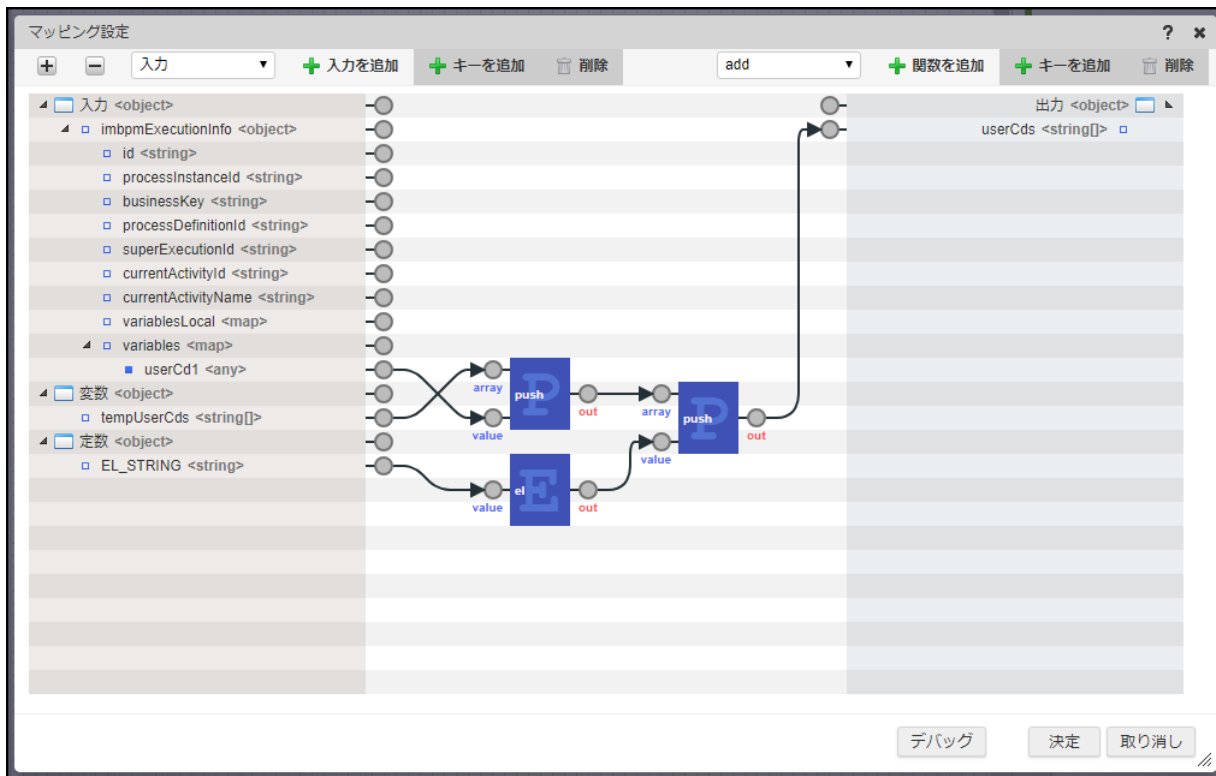 マッピング設定 ?
入力 入力を追加 キーを追加 削除 add 関数を追加 キーを追加 削除
入力 <object> 出力 <object>
imbpmExecutionInfo <object> userCds <string[]>
id <string>
processInstanceId <string>
businessKey <string>
processDefinitionId <string>
superExecutionId <string>
currentActivityId <string>
currentActivityName <string>
variablesLocal <map>
variables <map>
userCd1 <any>
変数 <object>
tempUserCds <string[]>
定数 <object>
EL_STRING <string>
array P push out
value
array P push out
value
E el
value out
デバッグ 決定 取り消し